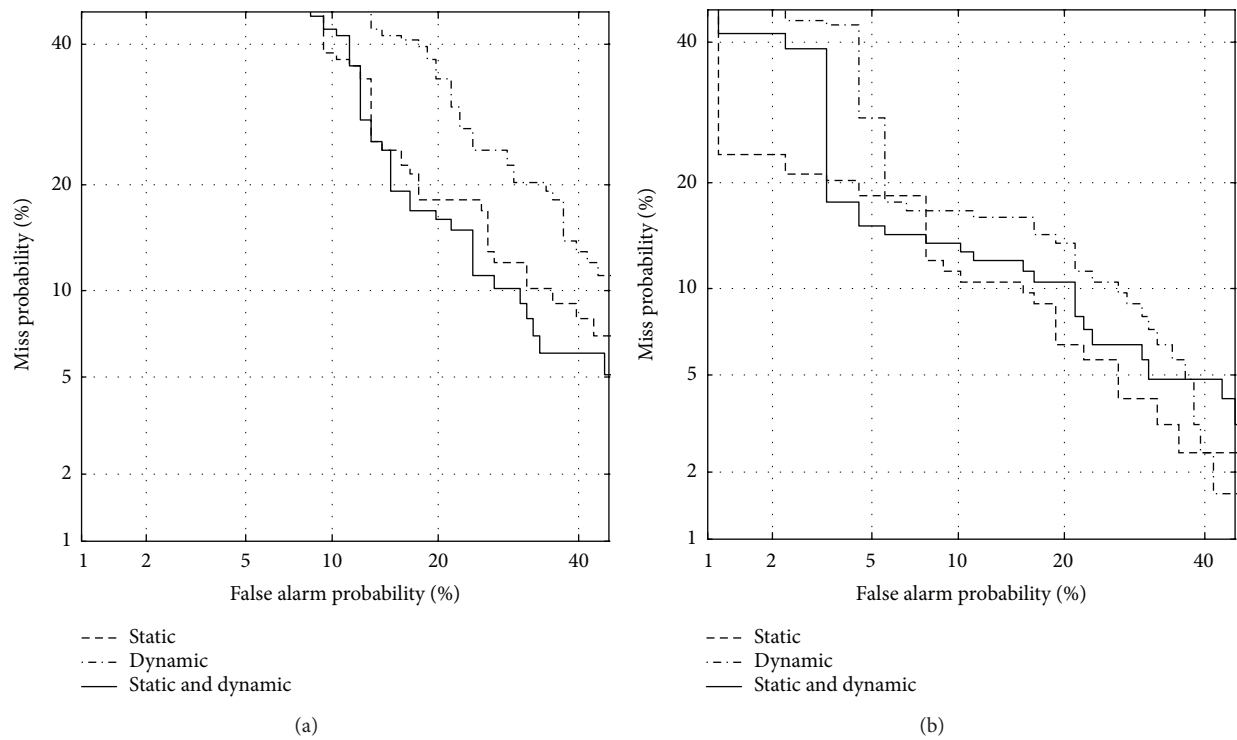 40
20
10
5
2
1
Miss probability (%)
1 2 5 10 20 40
False alarm probability (%)
Static
Dynamic
Static and dynamic
(a)
40
20
10
5
2
1
Miss probability (%)
1 2 5 10 20 40
False alarm probability (%)
Static
Dynamic
Static and dynamic
(b)